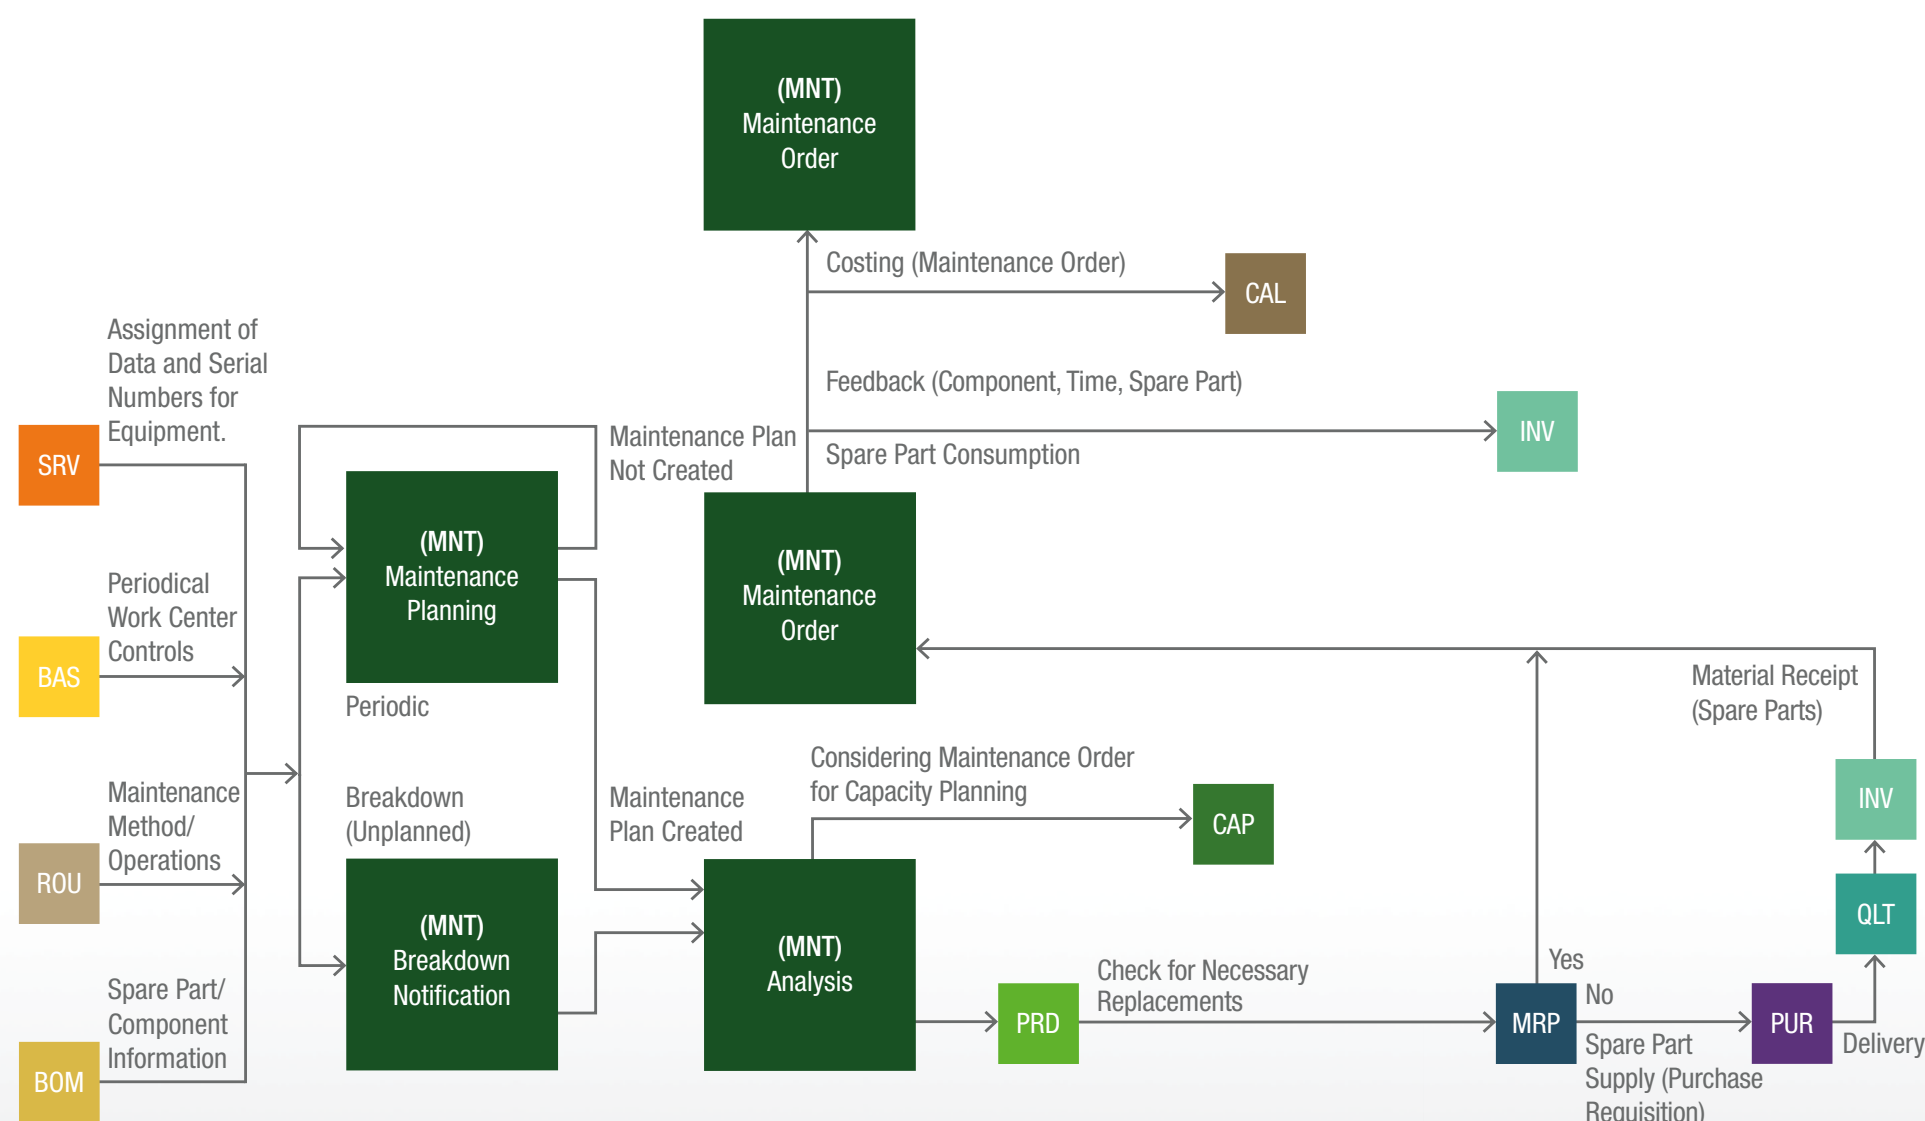 (MNT)
Maintenance
Order
Costing (Maintenance Order)
CAL
Assignment of
Data and Serial
Numbers for
Equipment.
SRV
Feedback (Component, Time, Spare Part)
INV
Spare Part Consumption
Maintenance Plan
Not Created
(MNT)
Maintenance
Planning
Periodic
(MNT)
Maintenance
Order
Periodical
Work Center
Controls
BAS
Material Receipt
(Spare Parts)
Maintenance
Method/
Operations
ROU
Breakdown
(Unplanned)
Maintenance
Plan Created
Considering Maintenance Order
for Capacity Planning
CAP
INV
QLT
(MNT)
Breakdown
Notification
(MNT)
Analysis
Spare Part/
Component
Information
BOM
PRD
Check for Necessary
Replacements
MRP
Yes
No
Spare Part
Supply (Purchase
Requisition)
PUR
Delivery